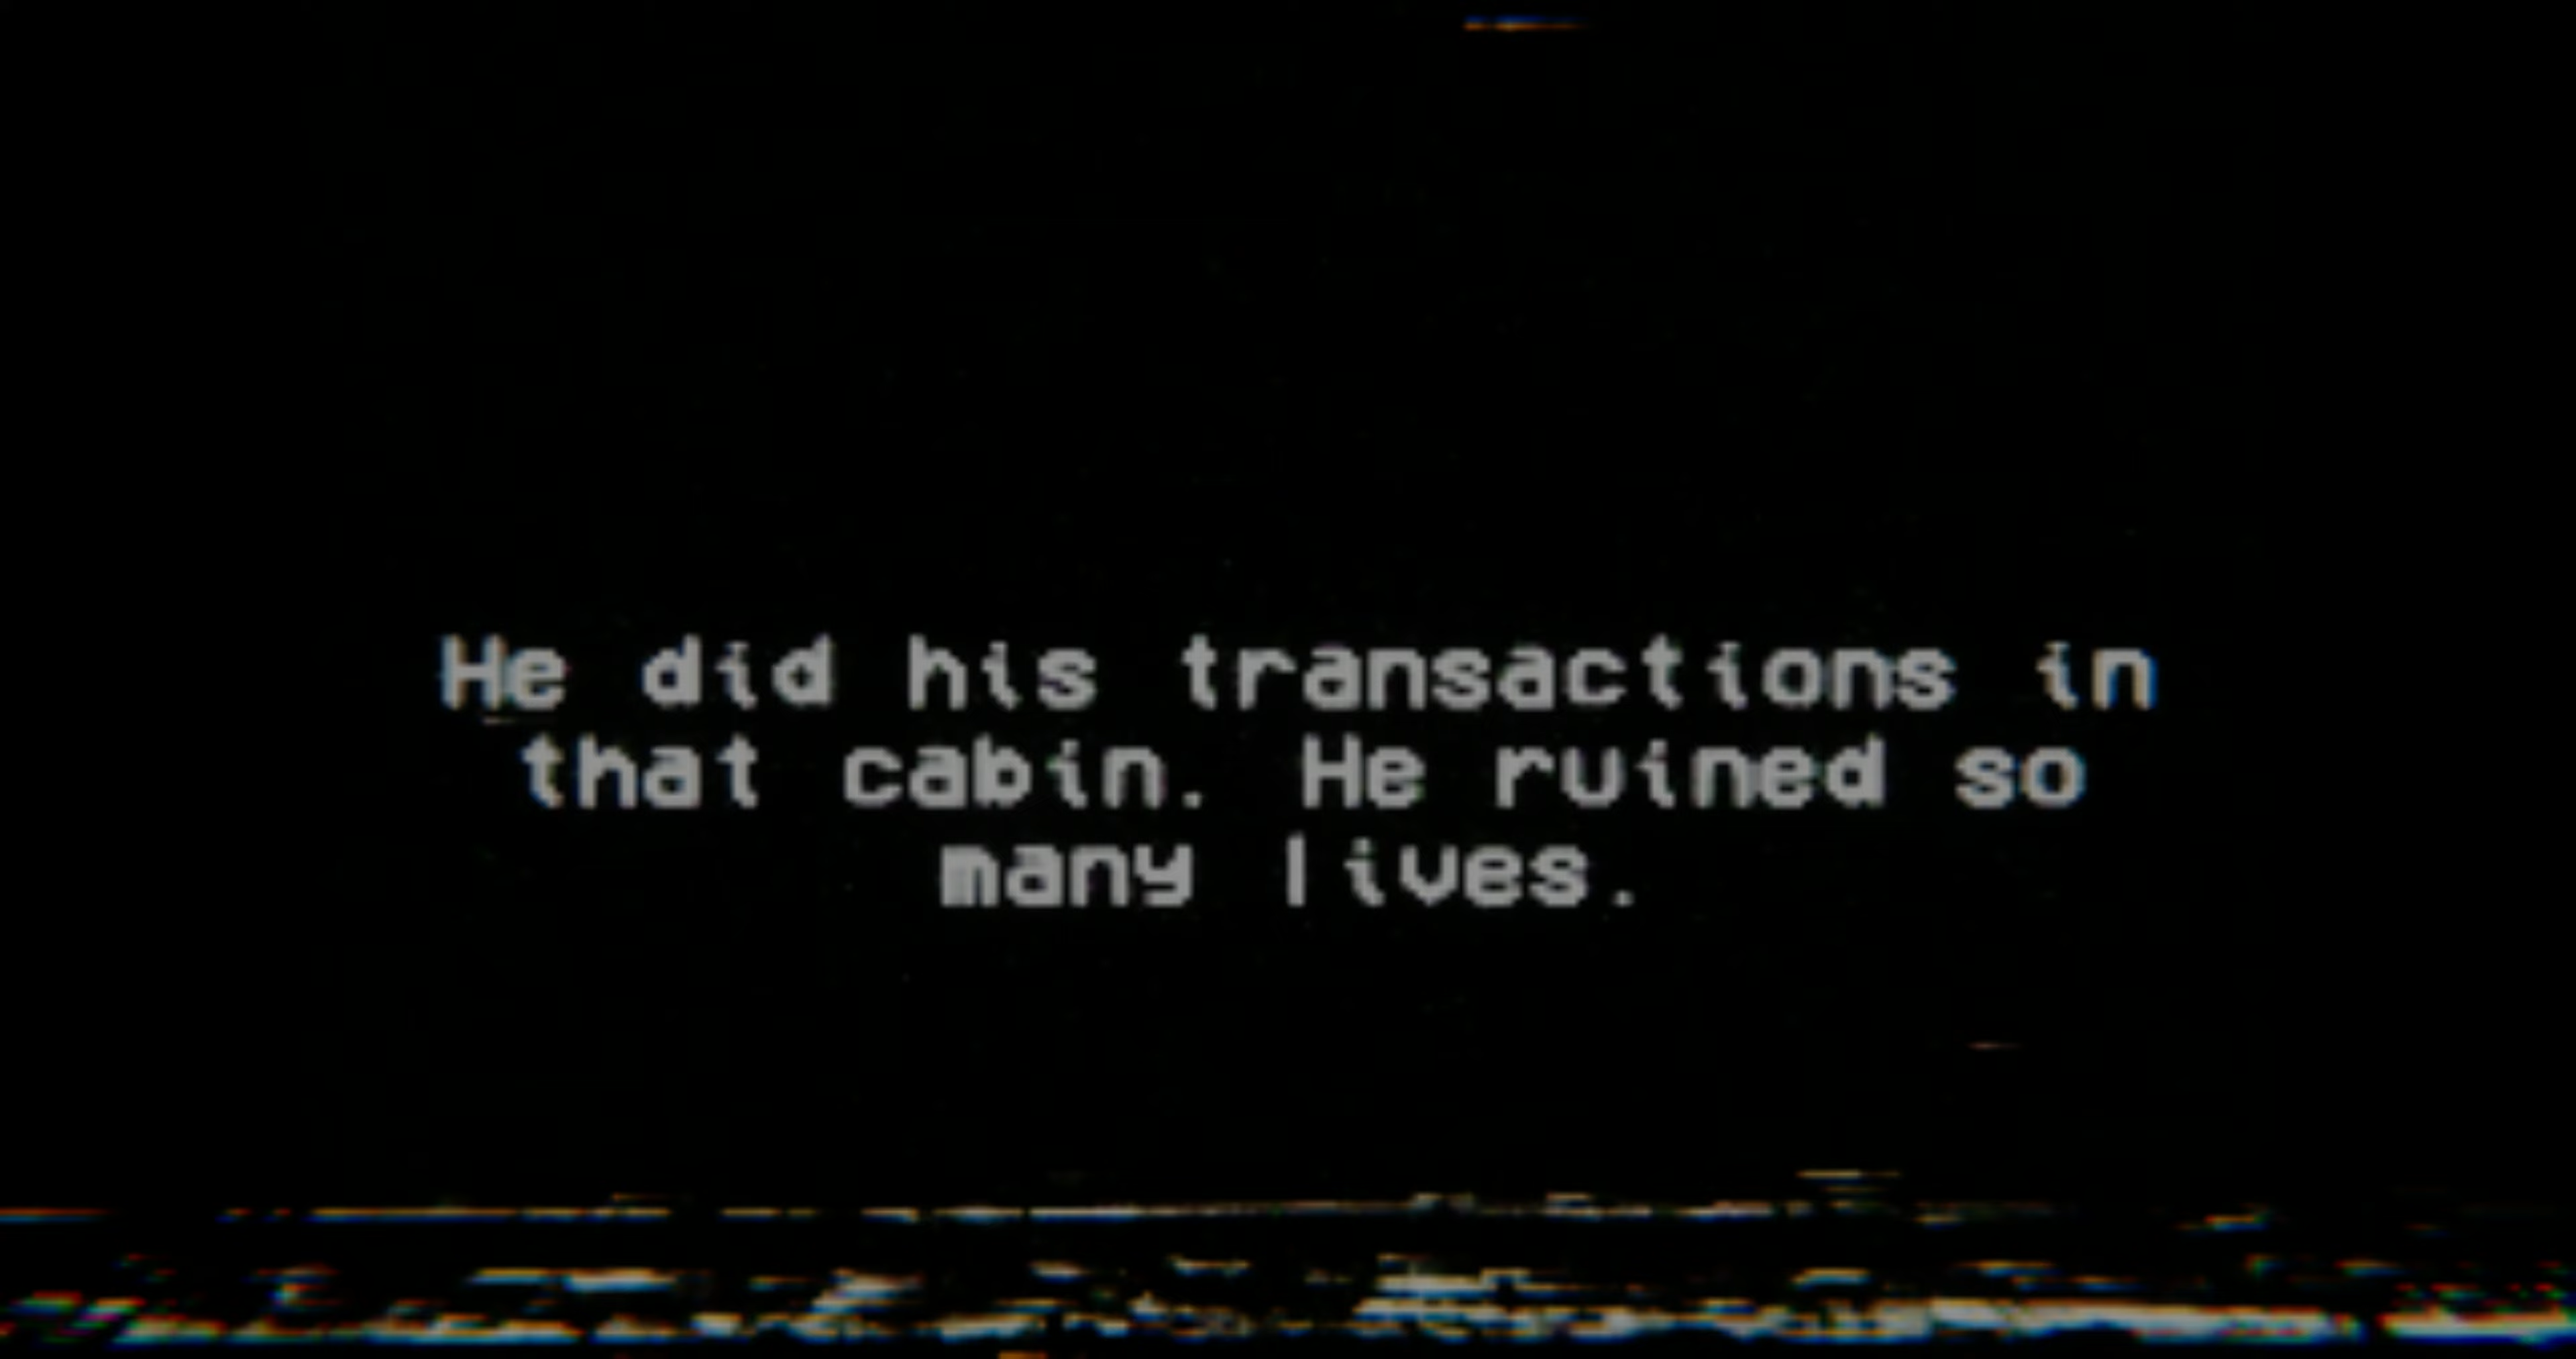 He did his transactions in
that cabin. He ruined so
many lives.